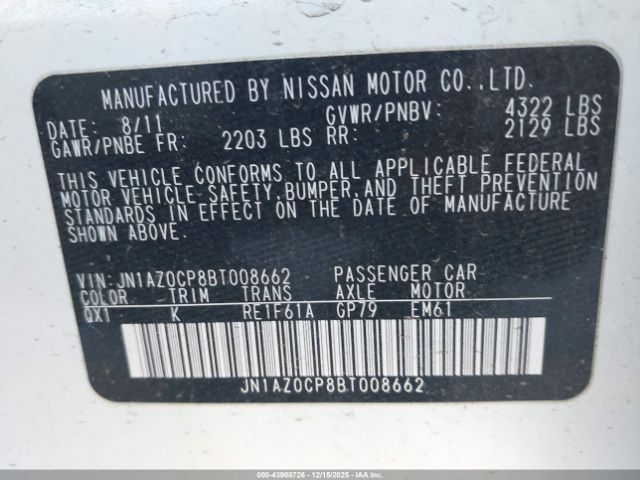 MANUFACTURED BY NISSAN MOTOR CO.,LTD.
DATE: 8/11 GVWR/PNBV: 4322 LBS
GAWR/PNBE FR: 2203 LBS RR: 2129 LBS
THIS VEHICLE CONFORMS TO ALL APPLICABLE FEDERAL
MOTOR VEHICLE SAFETY,BUMPER,AND THEFT PREVENTION
STANDARDS IN EFFECT ON THE DATE OF MANUFACTURE
SHOWN ABOVE.
VIN:JN1AZ0CP8BT008662 PASSENGER CAR
COLOR TRIM TRANS AXLE MOTOR
QX1 K RE1F61A GP79 EM61
JN1AZ0CP8BT008662
000-43908726 - 12/15/2025 - IAA Inc.